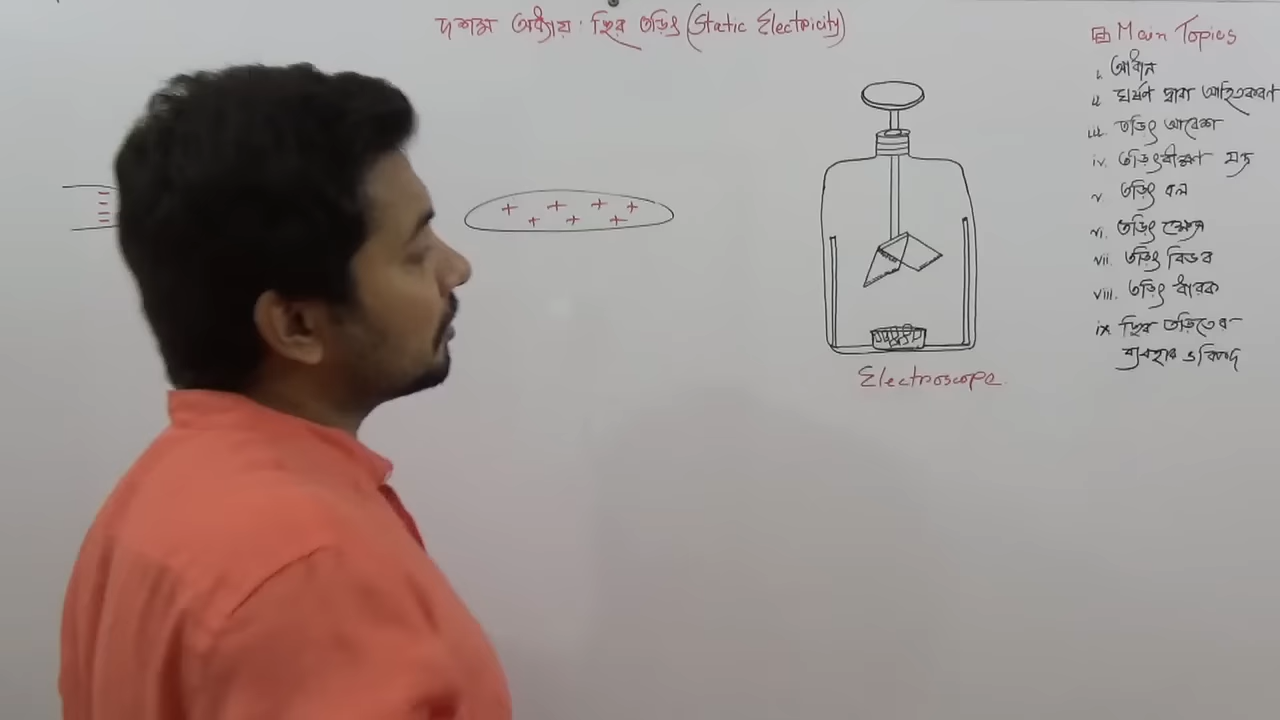 দশম অধ্যায়: স্থির তড়িৎ (Static Electricity)
Main Topics
i. আধান
ii. ঘর্ষণ দ্বারা আহিতকরণ
iii. তড়িৎ আবেশ
iv. তড়িৎবীক্ষণ যন্ত্র
v. তড়িৎ বল
vi. তড়িৎ ক্ষেত্র
vii. তড়িৎ বিভব
viii. তড়িৎ ধারক
ix স্থির তড়িতের
ব্যবহার ও বিপদ
Electroscope